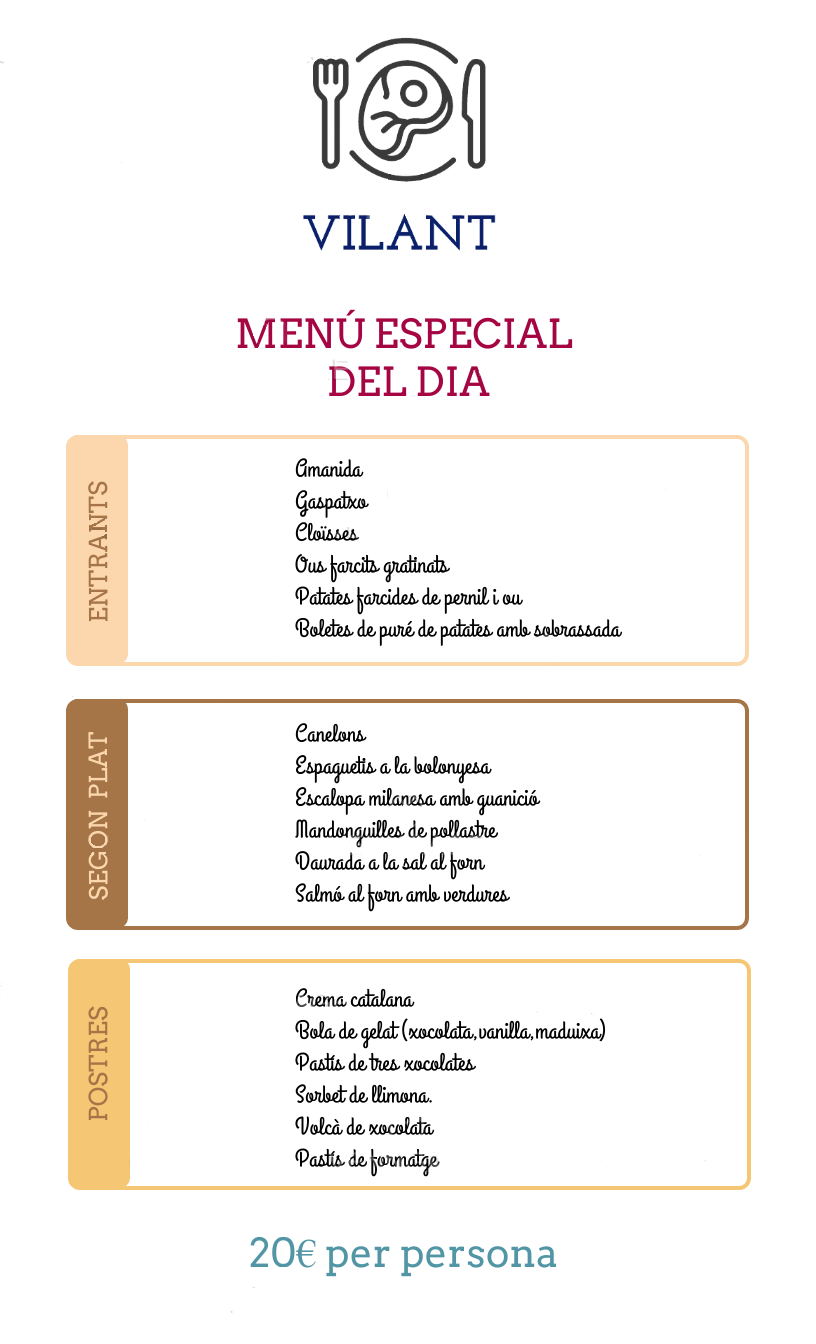 VILANT
MENÚ ESPECIAL
DEL DIA
ENTRANTS
Amanida
Gaspatxo
Cloïsses
Ous farcits gratinats
Patates farcides de pernil i ou
Boletes de puré de patates amb sobrassada
SEGON PLAT
Canelons
Espaguetis a la bolonyesa
Escalopa milanesa amb guanició
Mandonguilles de pollastre
Daurada a la sal al forn
Salmó al forn amb verdures
POSTRES
Crema catalana
Bola de gelat (xocolata,vanilla,maduixa)
Pastís de tres xocolates
Sorbet de llimona.
Volcà de xocolata
Pastís de formatge
20€ per persona